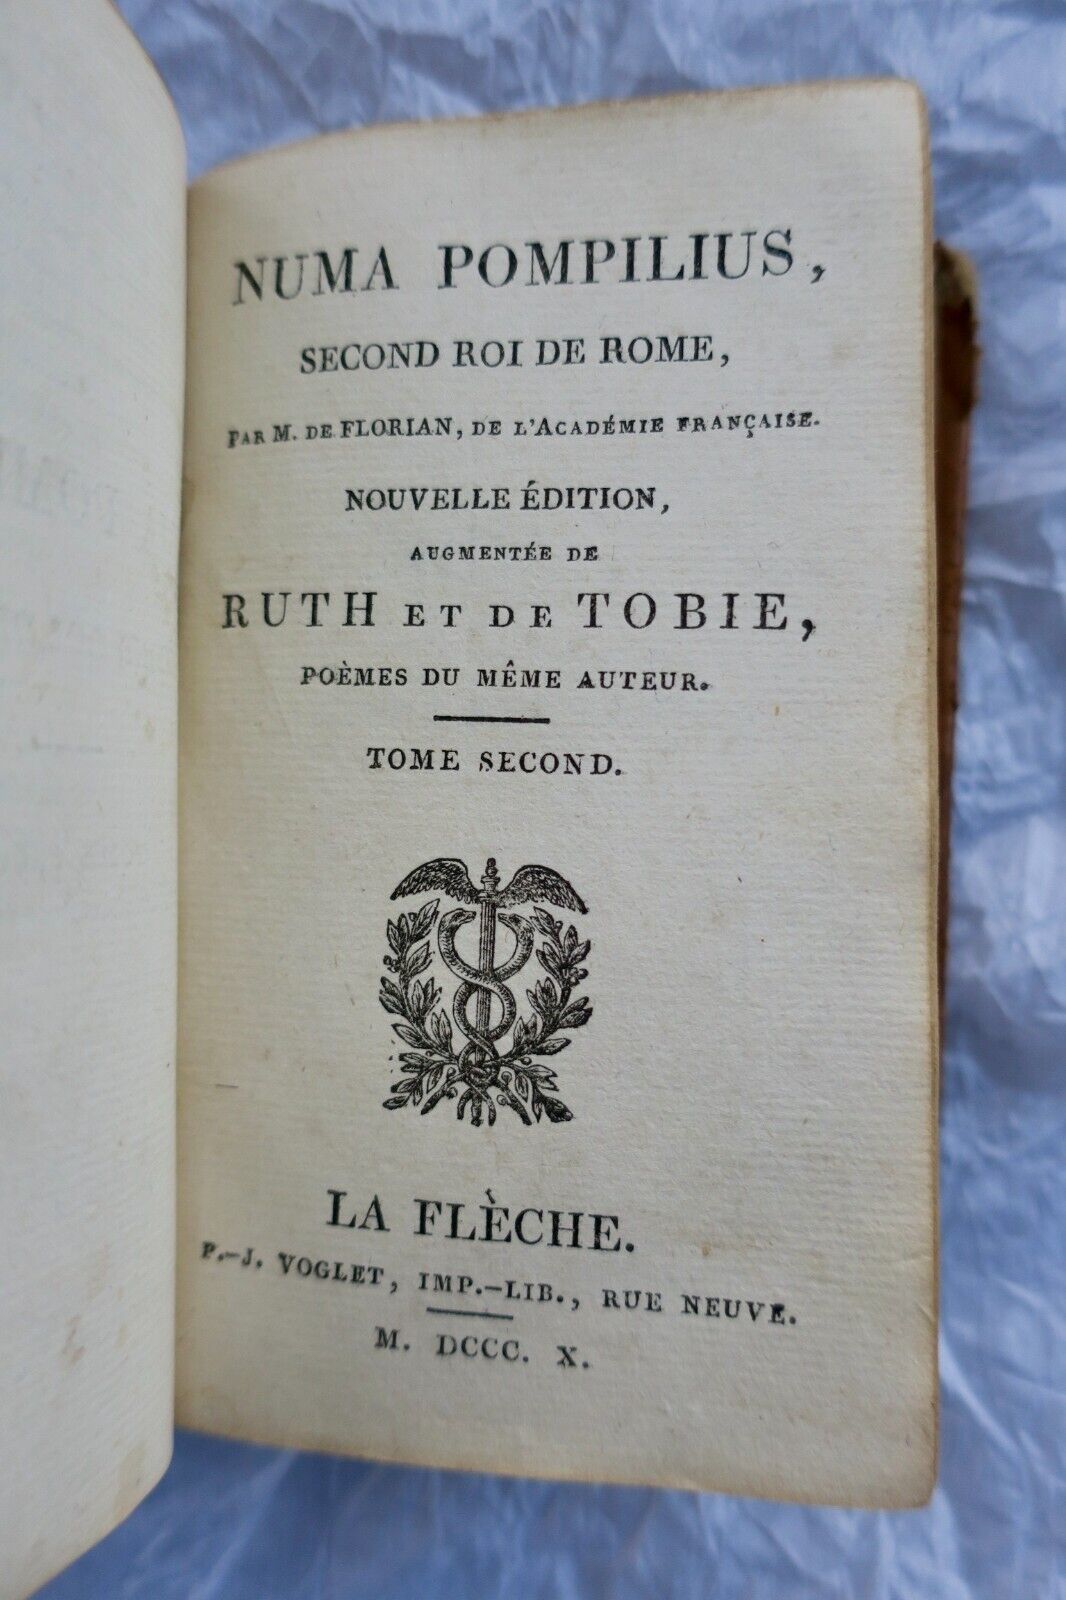 NUMA POMPILIUS,
SECOND ROI DE ROME,
PAR M. DE FLORIAN, DE L'ACADÉMIE FRANÇAISE.
NOUVELLE ÉDITION,
AUGMENTÉE DE
RUTH ET DE TOBIE,
POÈMES DU MÊME AUTEUR.
TOME SECOND.
LA FLÈCHE.
P.-J. VOGLET, IMP.-LIB., RUE NEUVE.
M. DCCC. X.